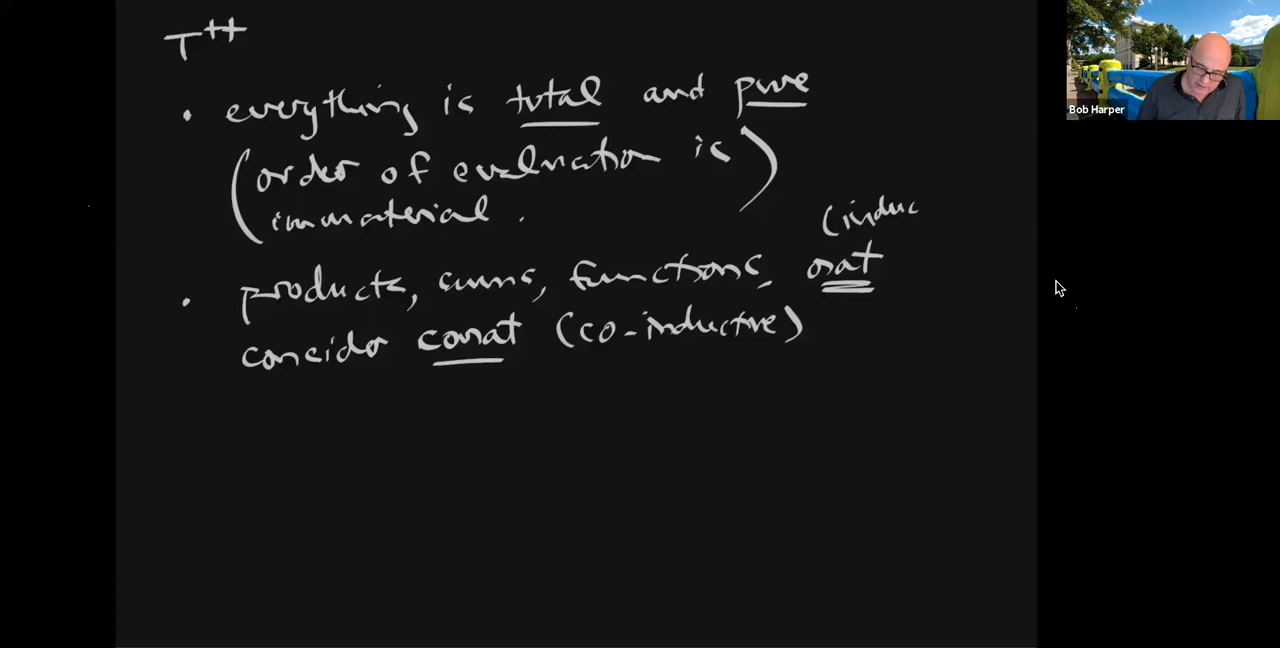 T++
• everything is total and pure
(order of evaluation is)
immaterial.
(induc
• products, sums, functions, nat
consider conat (co-inductive)
Bob Harper